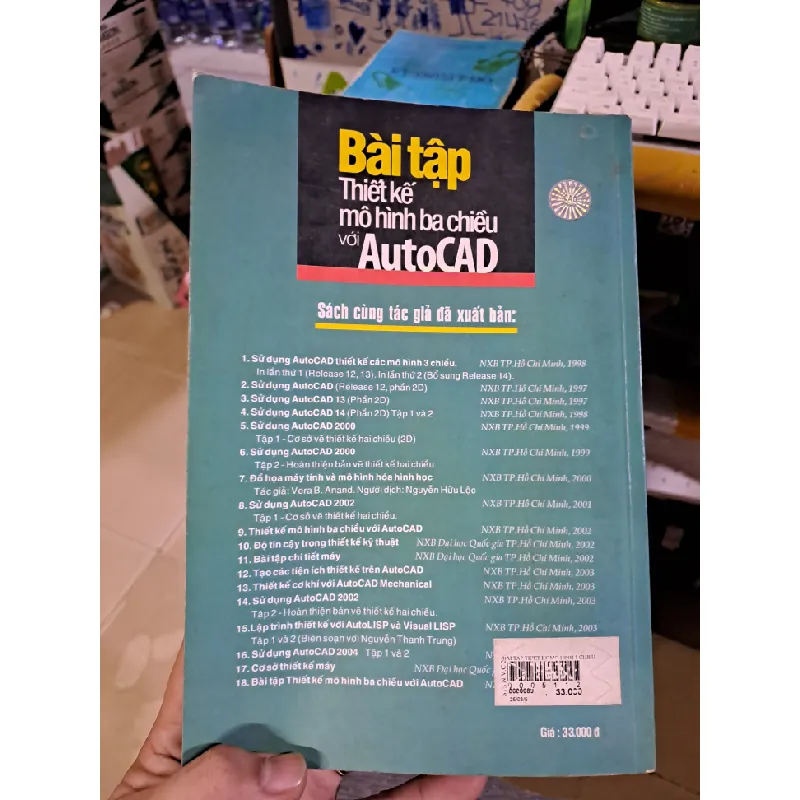 Bài tập
Thiết kế
mô hình ba chiều
với AutoCAD
Sách cùng tác giả đã xuất bản:
1. Sử dụng AutoCAD thiết kế các mô hình 3 chiều. NXB TP.Hồ Chí Minh, 1998
In lần thứ 1 (Release 12, 13), In lần thứ 2 (Bổ sung Release 14).
2. Sử dụng AutoCAD (Release 12, phần 2D) NXB TP.Hồ Chí Minh, 1997
3. Sử dụng AutoCAD 13 (Phần 2D) NXB TP.Hồ Chí Minh, 1997
4. Sử dụng AutoCAD 14 (Phần 2D) Tập 1 và 2 NXB TP.Hồ Chí Minh, 1998
5. Sử dụng AutoCAD 2000 NXB TP.Hồ Chí Minh, 1999
Tập 1 - Cơ sở vẽ thiết kế hai chiều (2D)
6. Sử dụng AutoCAD 2000 NXB TP.Hồ Chí Minh, 1999
Tập 2 - Hoàn thiện bản vẽ thiết kế hai chiều
7. Đồ họa máy tính và mô hình hóa hình học NXB TP.Hồ Chí Minh, 2000
Tác giả: Vera B. Anand. Người dịch: Nguyễn Hữu Lộc
8. Sử dụng AutoCAD 2002 NXB TP.Hồ Chí Minh, 2001
Tập 1 - Cơ sở vẽ thiết kế hai chiều.
9. Thiết kế mô hình ba chiều với AutoCAD NXB TP.Hồ Chí Minh, 2002
10. Độ tin cậy trong thiết kế kỹ thuật NXB Đại học Quốc gia TP.Hồ Chí Minh, 2002
11. Bài tập chi tiết máy NXB Đại học Quốc gia TP.Hồ Chí Minh, 2002
12. Tạo các tiện ích thiết kế trên AutoCAD NXB TP.Hồ Chí Minh, 2003
13. Thiết kế cơ khí với AutoCAD Mechanical NXB TP.Hồ Chí Minh, 2003
14. Sử dụng AutoCAD 2002 NXB TP.Hồ Chí Minh, 2003
Tập 2 - Hoàn thiện bản vẽ thiết kế hai chiều.
15. Lập trình thiết kế với AutoLISP và Visual LISP NXB TP.Hồ Chí Minh, 2003
Tập 1 và 2 (Biên soạn với Nguyễn Thanh Trung)
16. Sử dụng AutoCAD 2004 Tập 1 và 2
17. Cơ sở thiết kế máy NXB Đại học Quốc
18. Bài tập Thiết kế mô hình ba chiều với AutoCAD
33.000
Giá : 33.000 đ